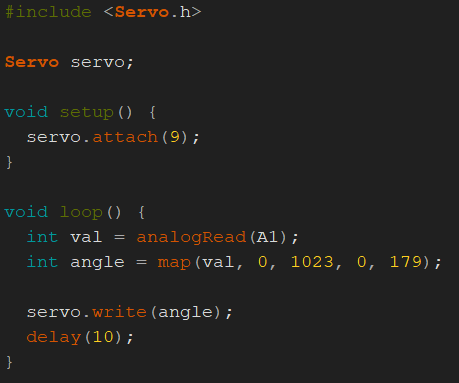 #include <Servo.h>

Servo servo;

void setup() {
  servo.attach(9);
}

void loop() {
  int val = analogRead(A1);
  int angle = map(val, 0, 1023, 0, 179);

  servo.write(angle);
  delay(10);
}